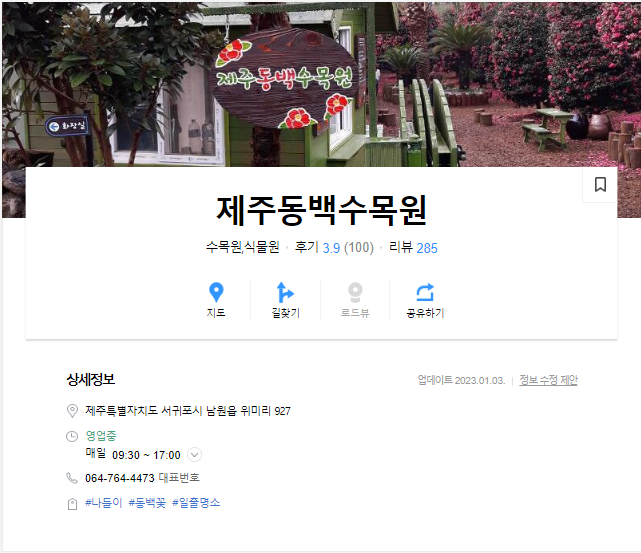 제주동백수목원
화장실
제주동백수목원
수목원,식물원 · 후기 3.9 (100) · 리뷰 285
지도 길찾기 로드뷰 공유하기
상세정보 업데이트 2023.01.03. | 정보 수정 제안
제주특별자치도 서귀포시 남원읍 위미리 927
영업중
매일 09:30 ~ 17:00
064-764-4473 대표번호
#나들이 #동백꽃 #일출명소